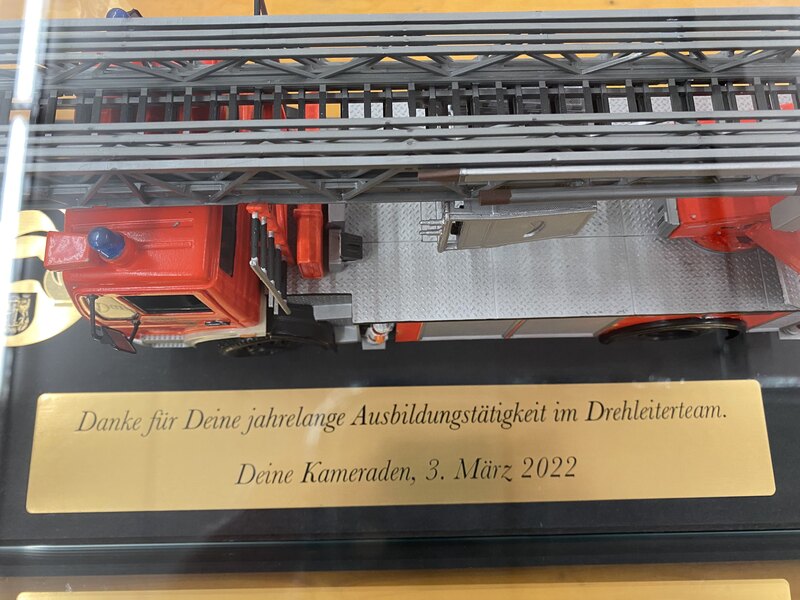 Danke für Deine jahrelange Ausbildungstätigkeit im Drehleiterteam.
Deine Kameraden, 3. März 2022